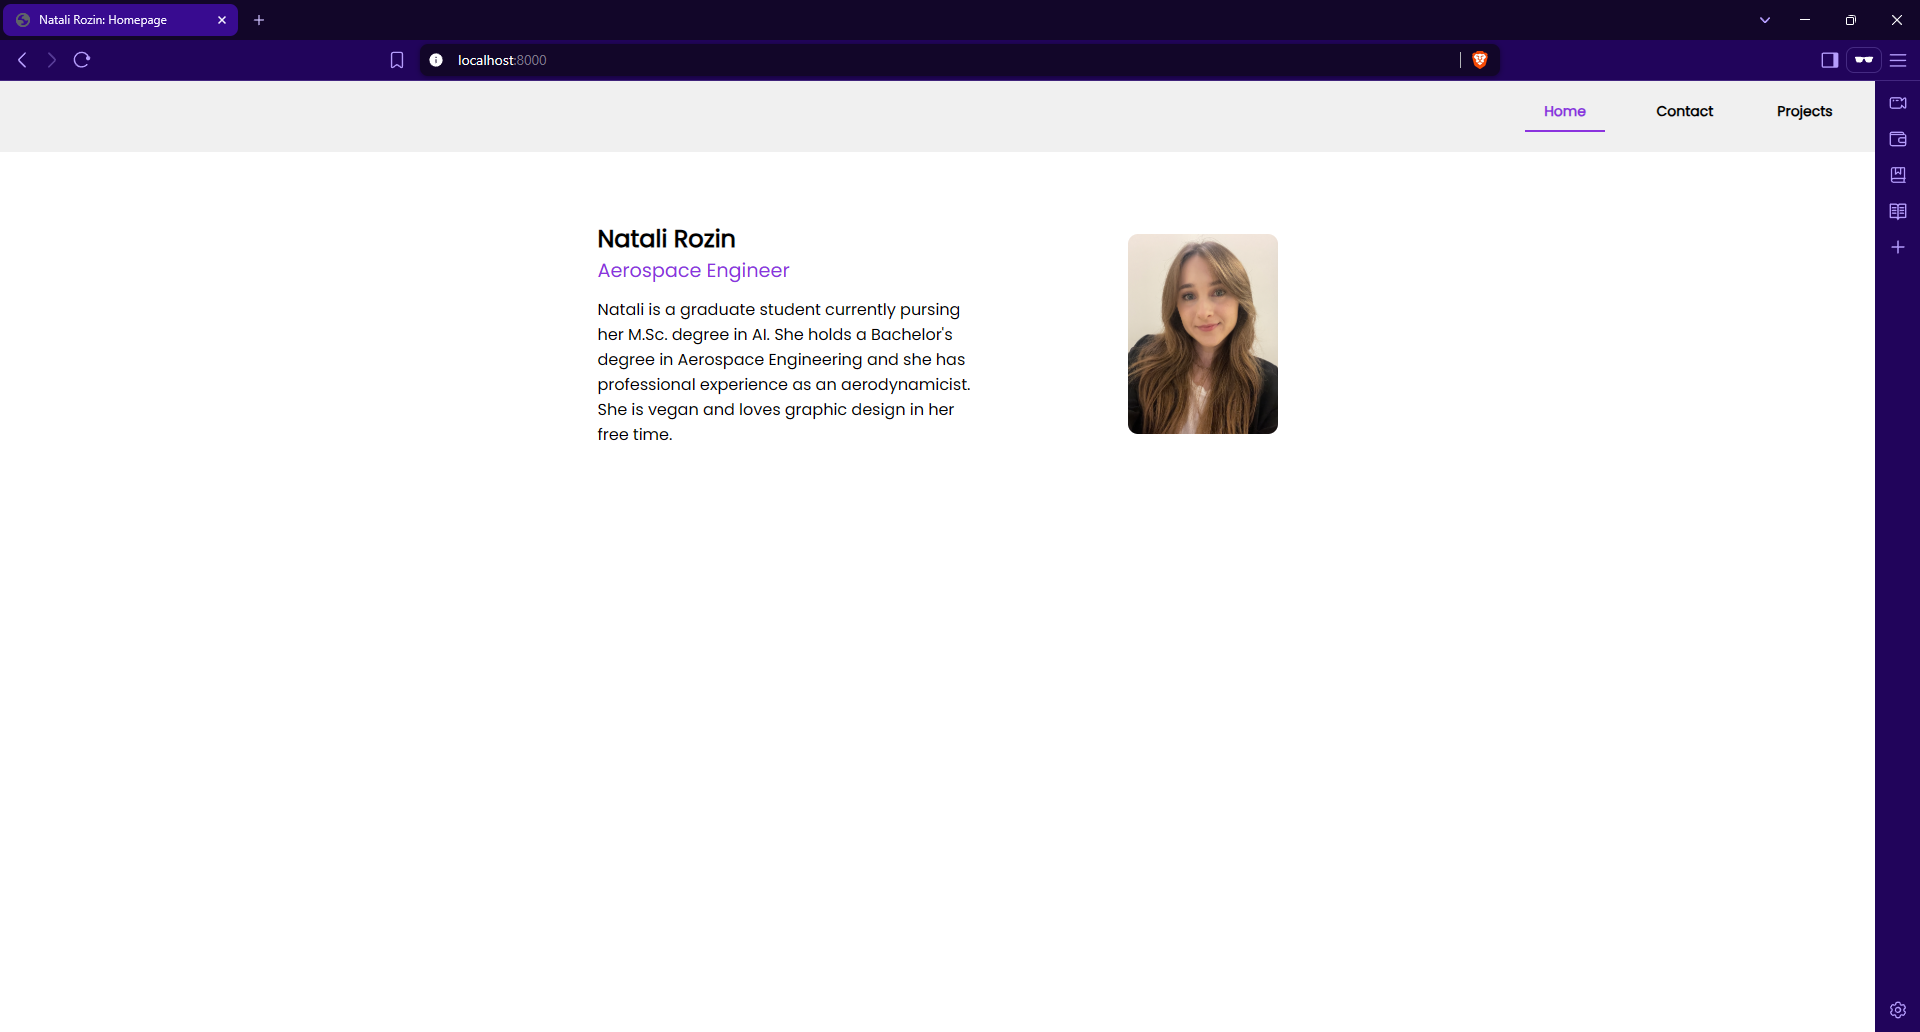 Natali Rozin: Homepage
localhost:8000
Home Contact Projects
Natali Rozin
Aerospace Engineer
Natali is a graduate student currently pursing
her M.Sc. degree in AI. She holds a Bachelor's
degree in Aerospace Engineering and she has
professional experience as an aerodynamicist.
She is vegan and loves graphic design in her
free time.